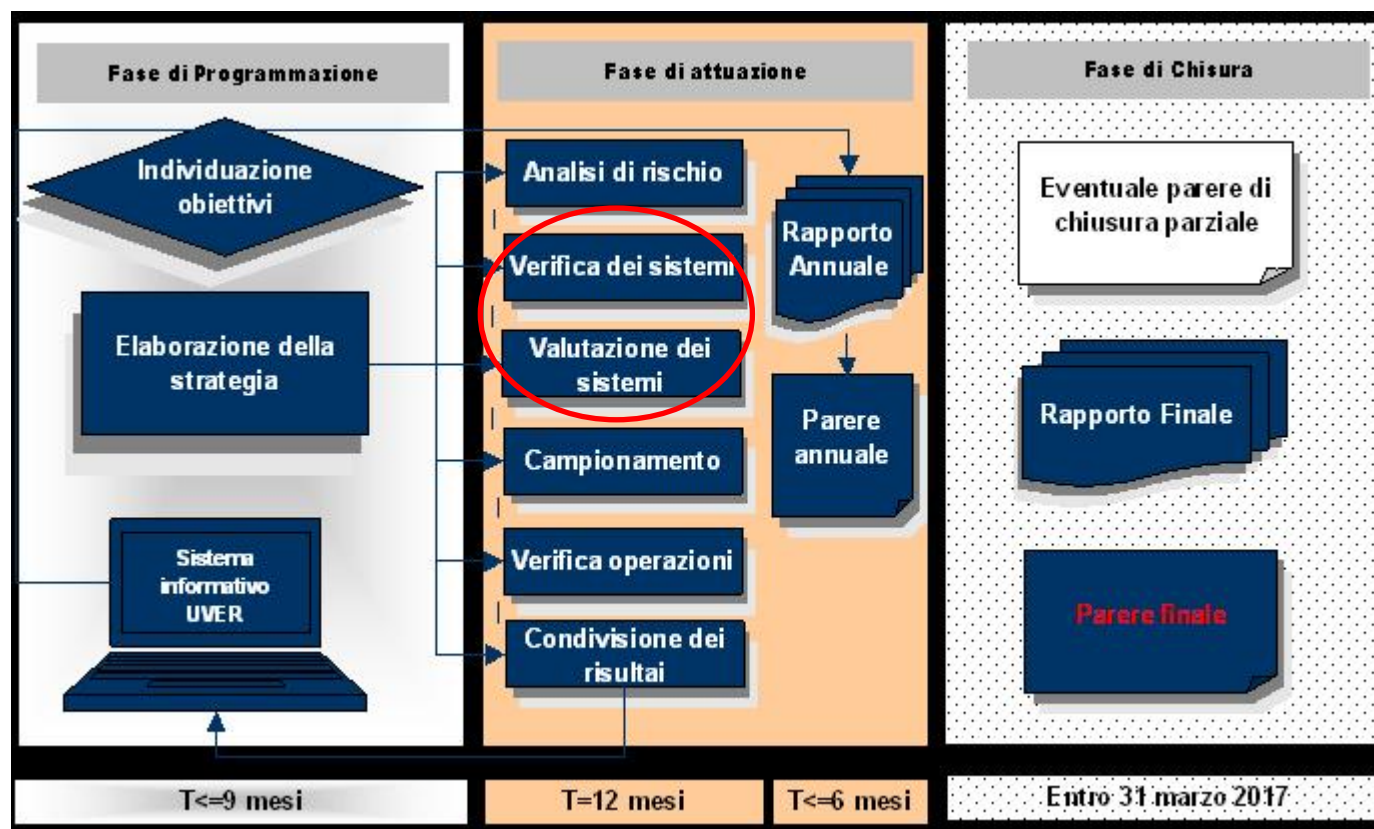 Fase di Programmazione
Individuazione
obiettivi
Elaborazione della
strategia
Sistema
informativo
UVER
T<=9 mesi
Fase di attuazione
Analisi di rischio
Verifica dei sistemi
Valutazione dei
sistemi
Campionamento
Verifica operazioni
Condivisione dei
risultai
Rapporto
Annuale
Parere
annuale
T=12 mesi
T<=6 mesi
Fase di Chisura
Eventuale parere di
chiusura parziale
Rapporto Finale
Parere finale
Entro 31 marzo 2017